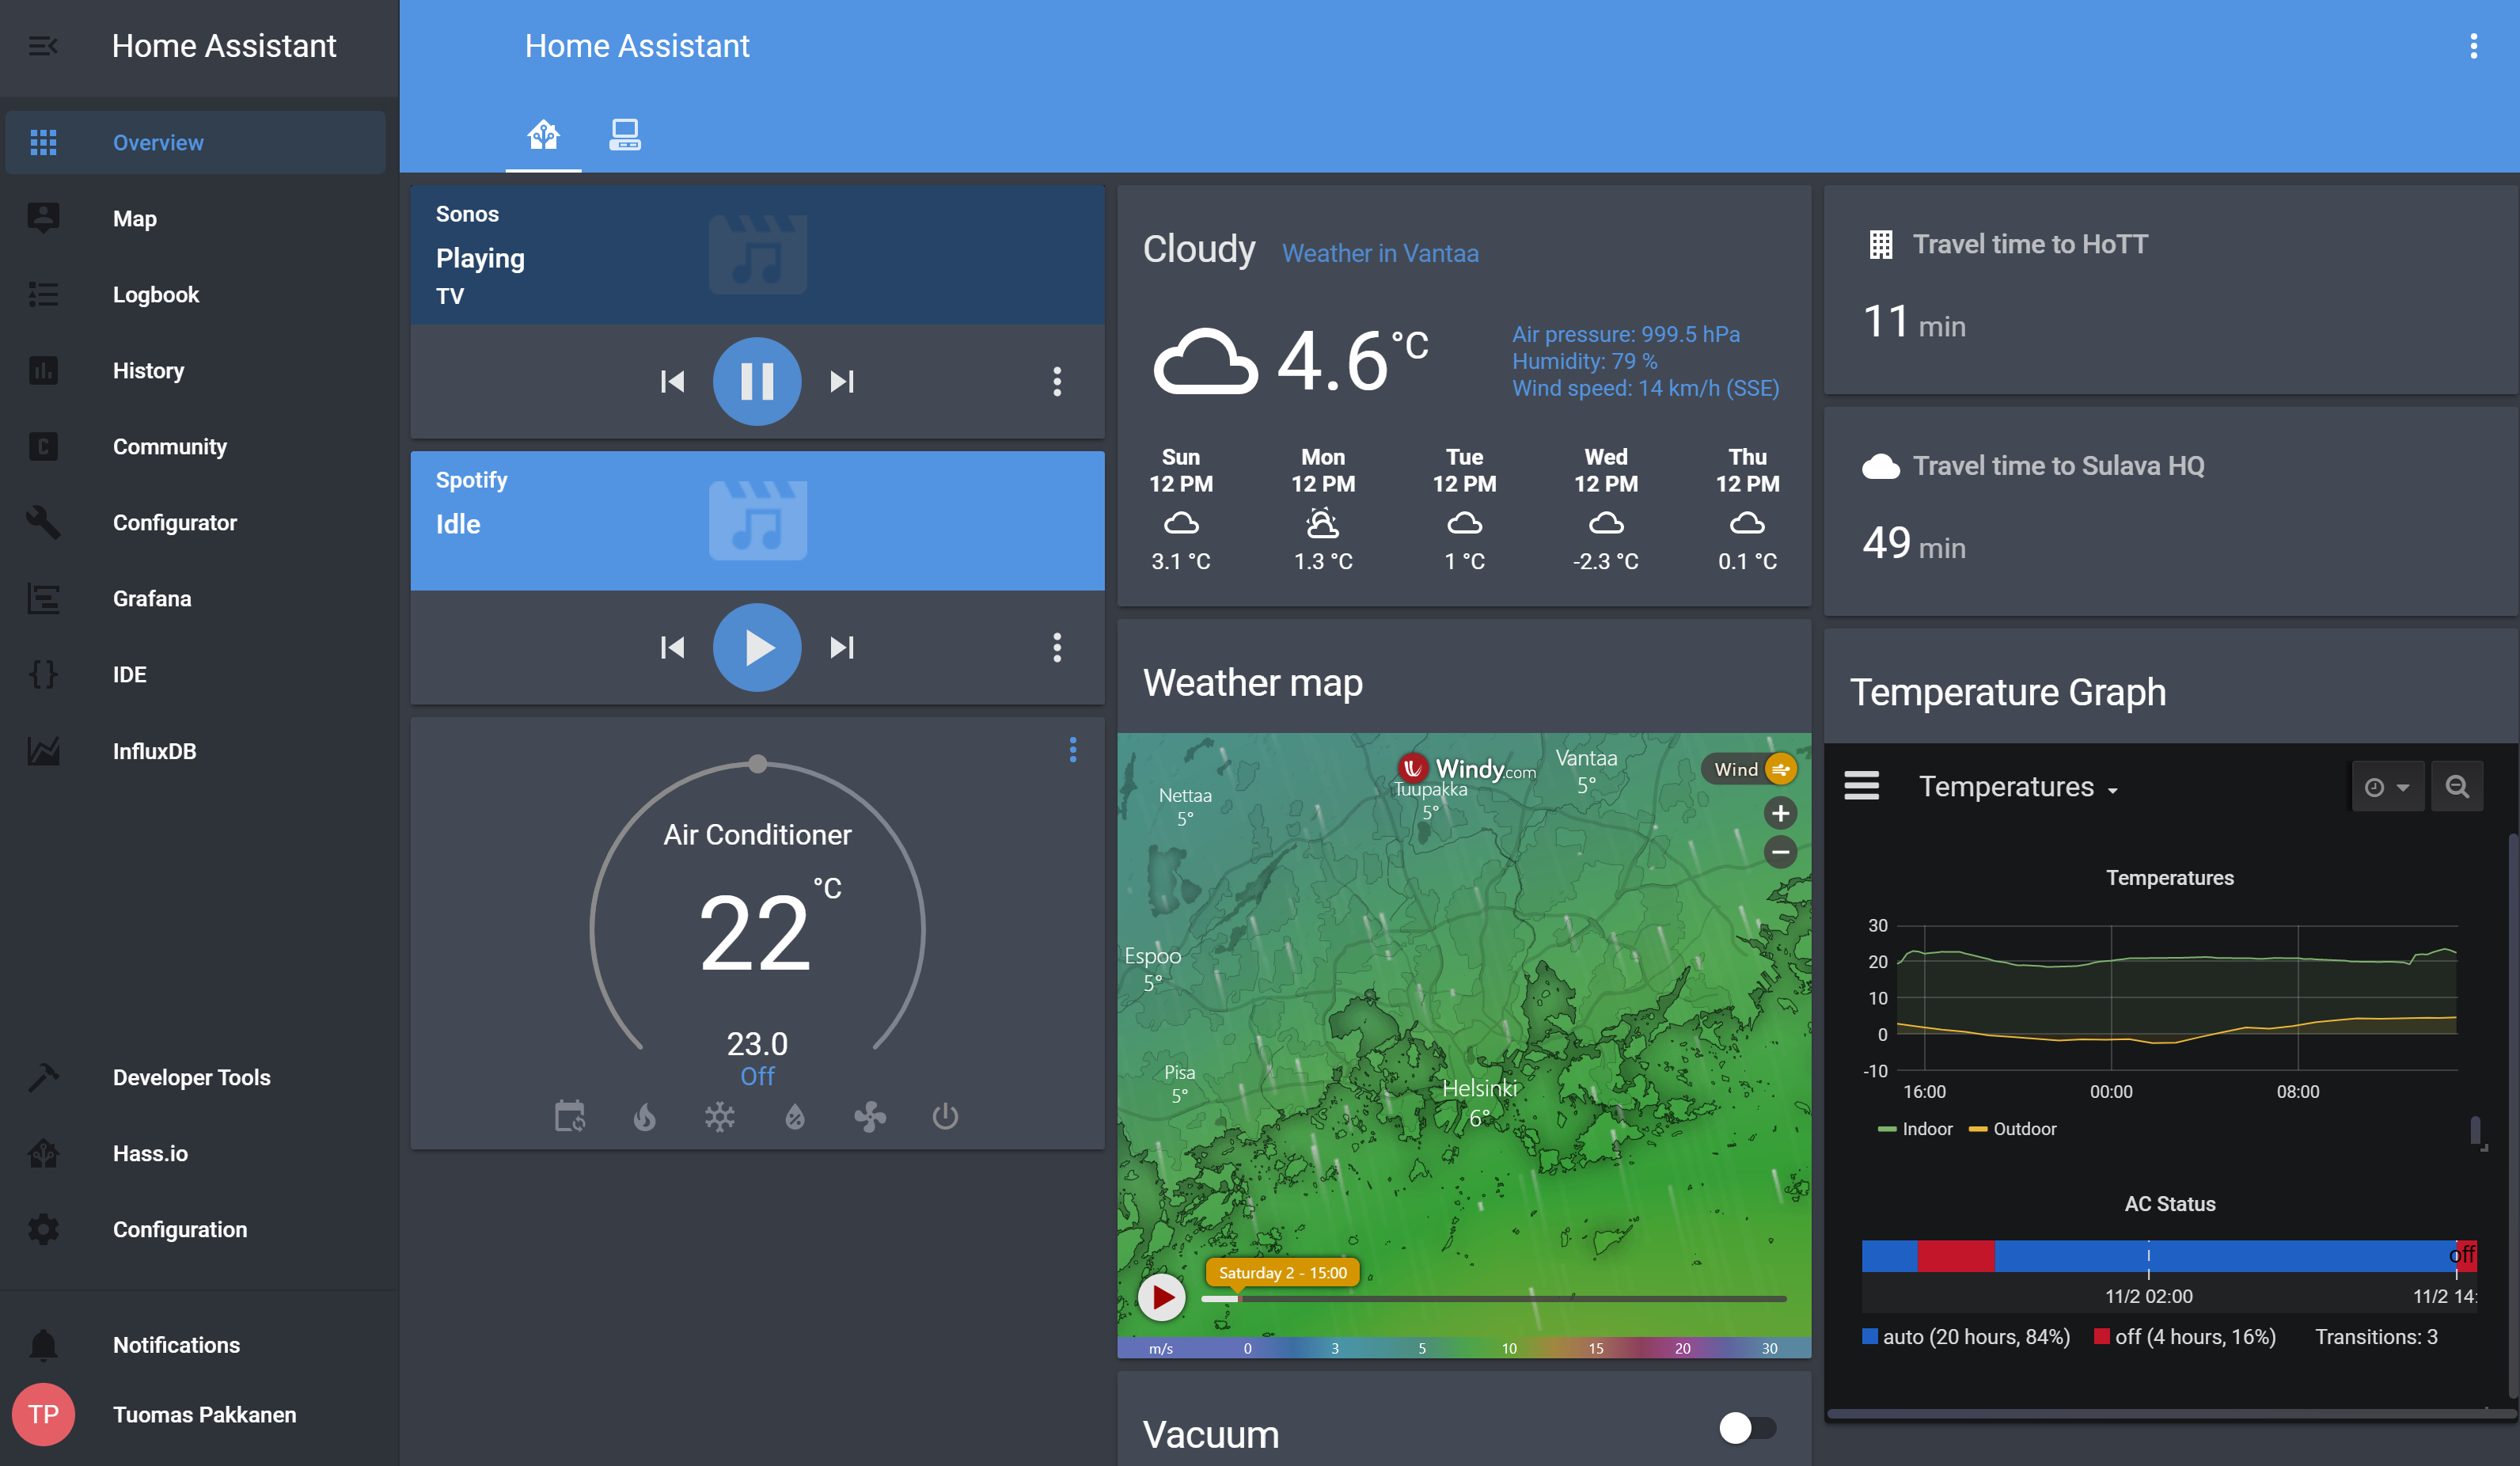 Home Assistant
Overview
Map
Logbook
History
Community
Configurator
Grafana
IDE
InfluxDB
Developer Tools
Hass.io
Configuration
Notifications
TP
Tuomas Pakkanen
Home Assistant
Sonos
Playing
TV
Spotify
Idle
Air Conditioner
22 °C
23.0
Off
Cloudy Weather in Vantaa
4.6 °C
Air pressure: 999.5 hPa
Humidity: 79 %
Wind speed: 14 km/h (SSE)
Sun Mon Tue Wed Thu
12 PM 12 PM 12 PM 12 PM 12 PM
3.1 °C 1.3 °C 1 °C -2.3 °C 0.1 °C
Weather map
Windy.com
Vantaa
5°
Wind
Tuupakka
5°
Nettaa
5°
+
−
Espoo
5°
Pisa
5°
Helsinki
6°
Saturday 2 - 15:00
m/s 0 3 5 10 15 20 30
Vacuum
Travel time to HoTT
11 min
Travel time to Sulava HQ
49 min
Temperature Graph
Temperatures
Temperatures
30
20
10
0
-10
16:00 00:00 08:00
Indoor Outdoor
AC Status
off
11/2 02:00 11/2 14:
auto (20 hours, 84%) off (4 hours, 16%) Transitions: 3